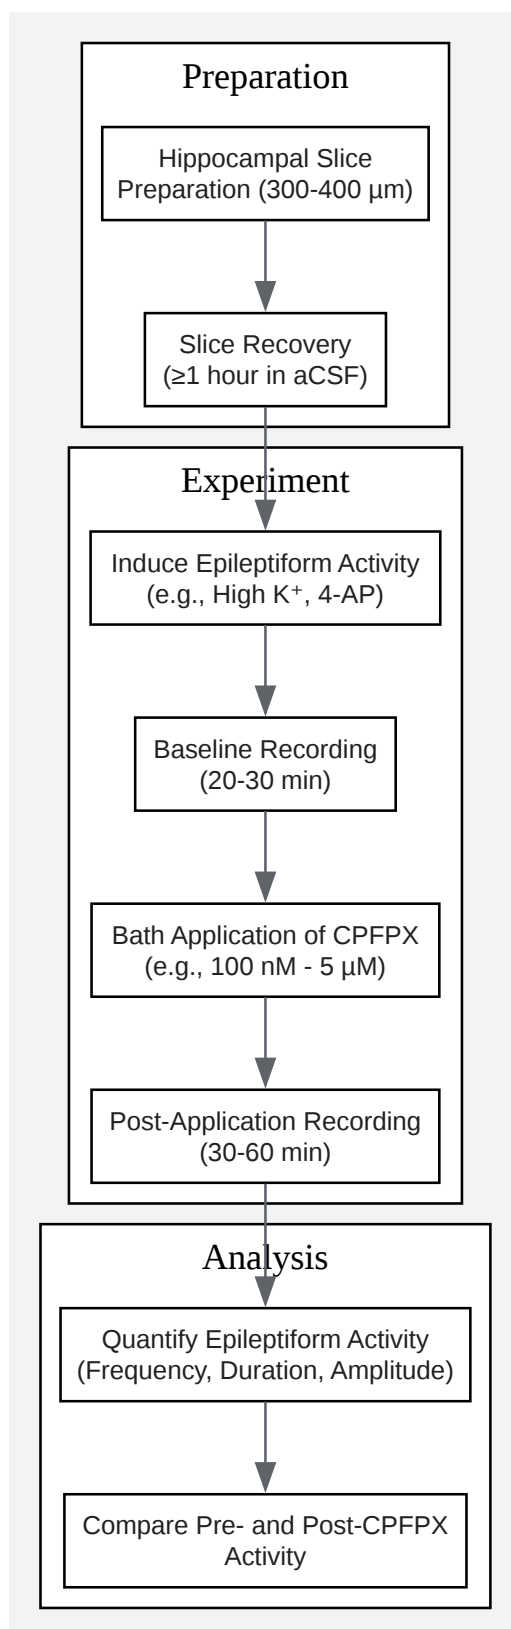 Preparation
Hippocampal Slice
Preparation (300-400 µm)
Slice Recovery
(≥1 hour in aCSF)
Experiment
Induce Epileptiform Activity
(e.g., High K⁺, 4-AP)
Baseline Recording
(20-30 min)
Bath Application of CPFPX
(e.g., 100 nM - 5 µM)
Post-Application Recording
(30-60 min)
Analysis
Quantify Epileptiform Activity
(Frequency, Duration, Amplitude)
Compare Pre- and Post-CPFPX
Activity